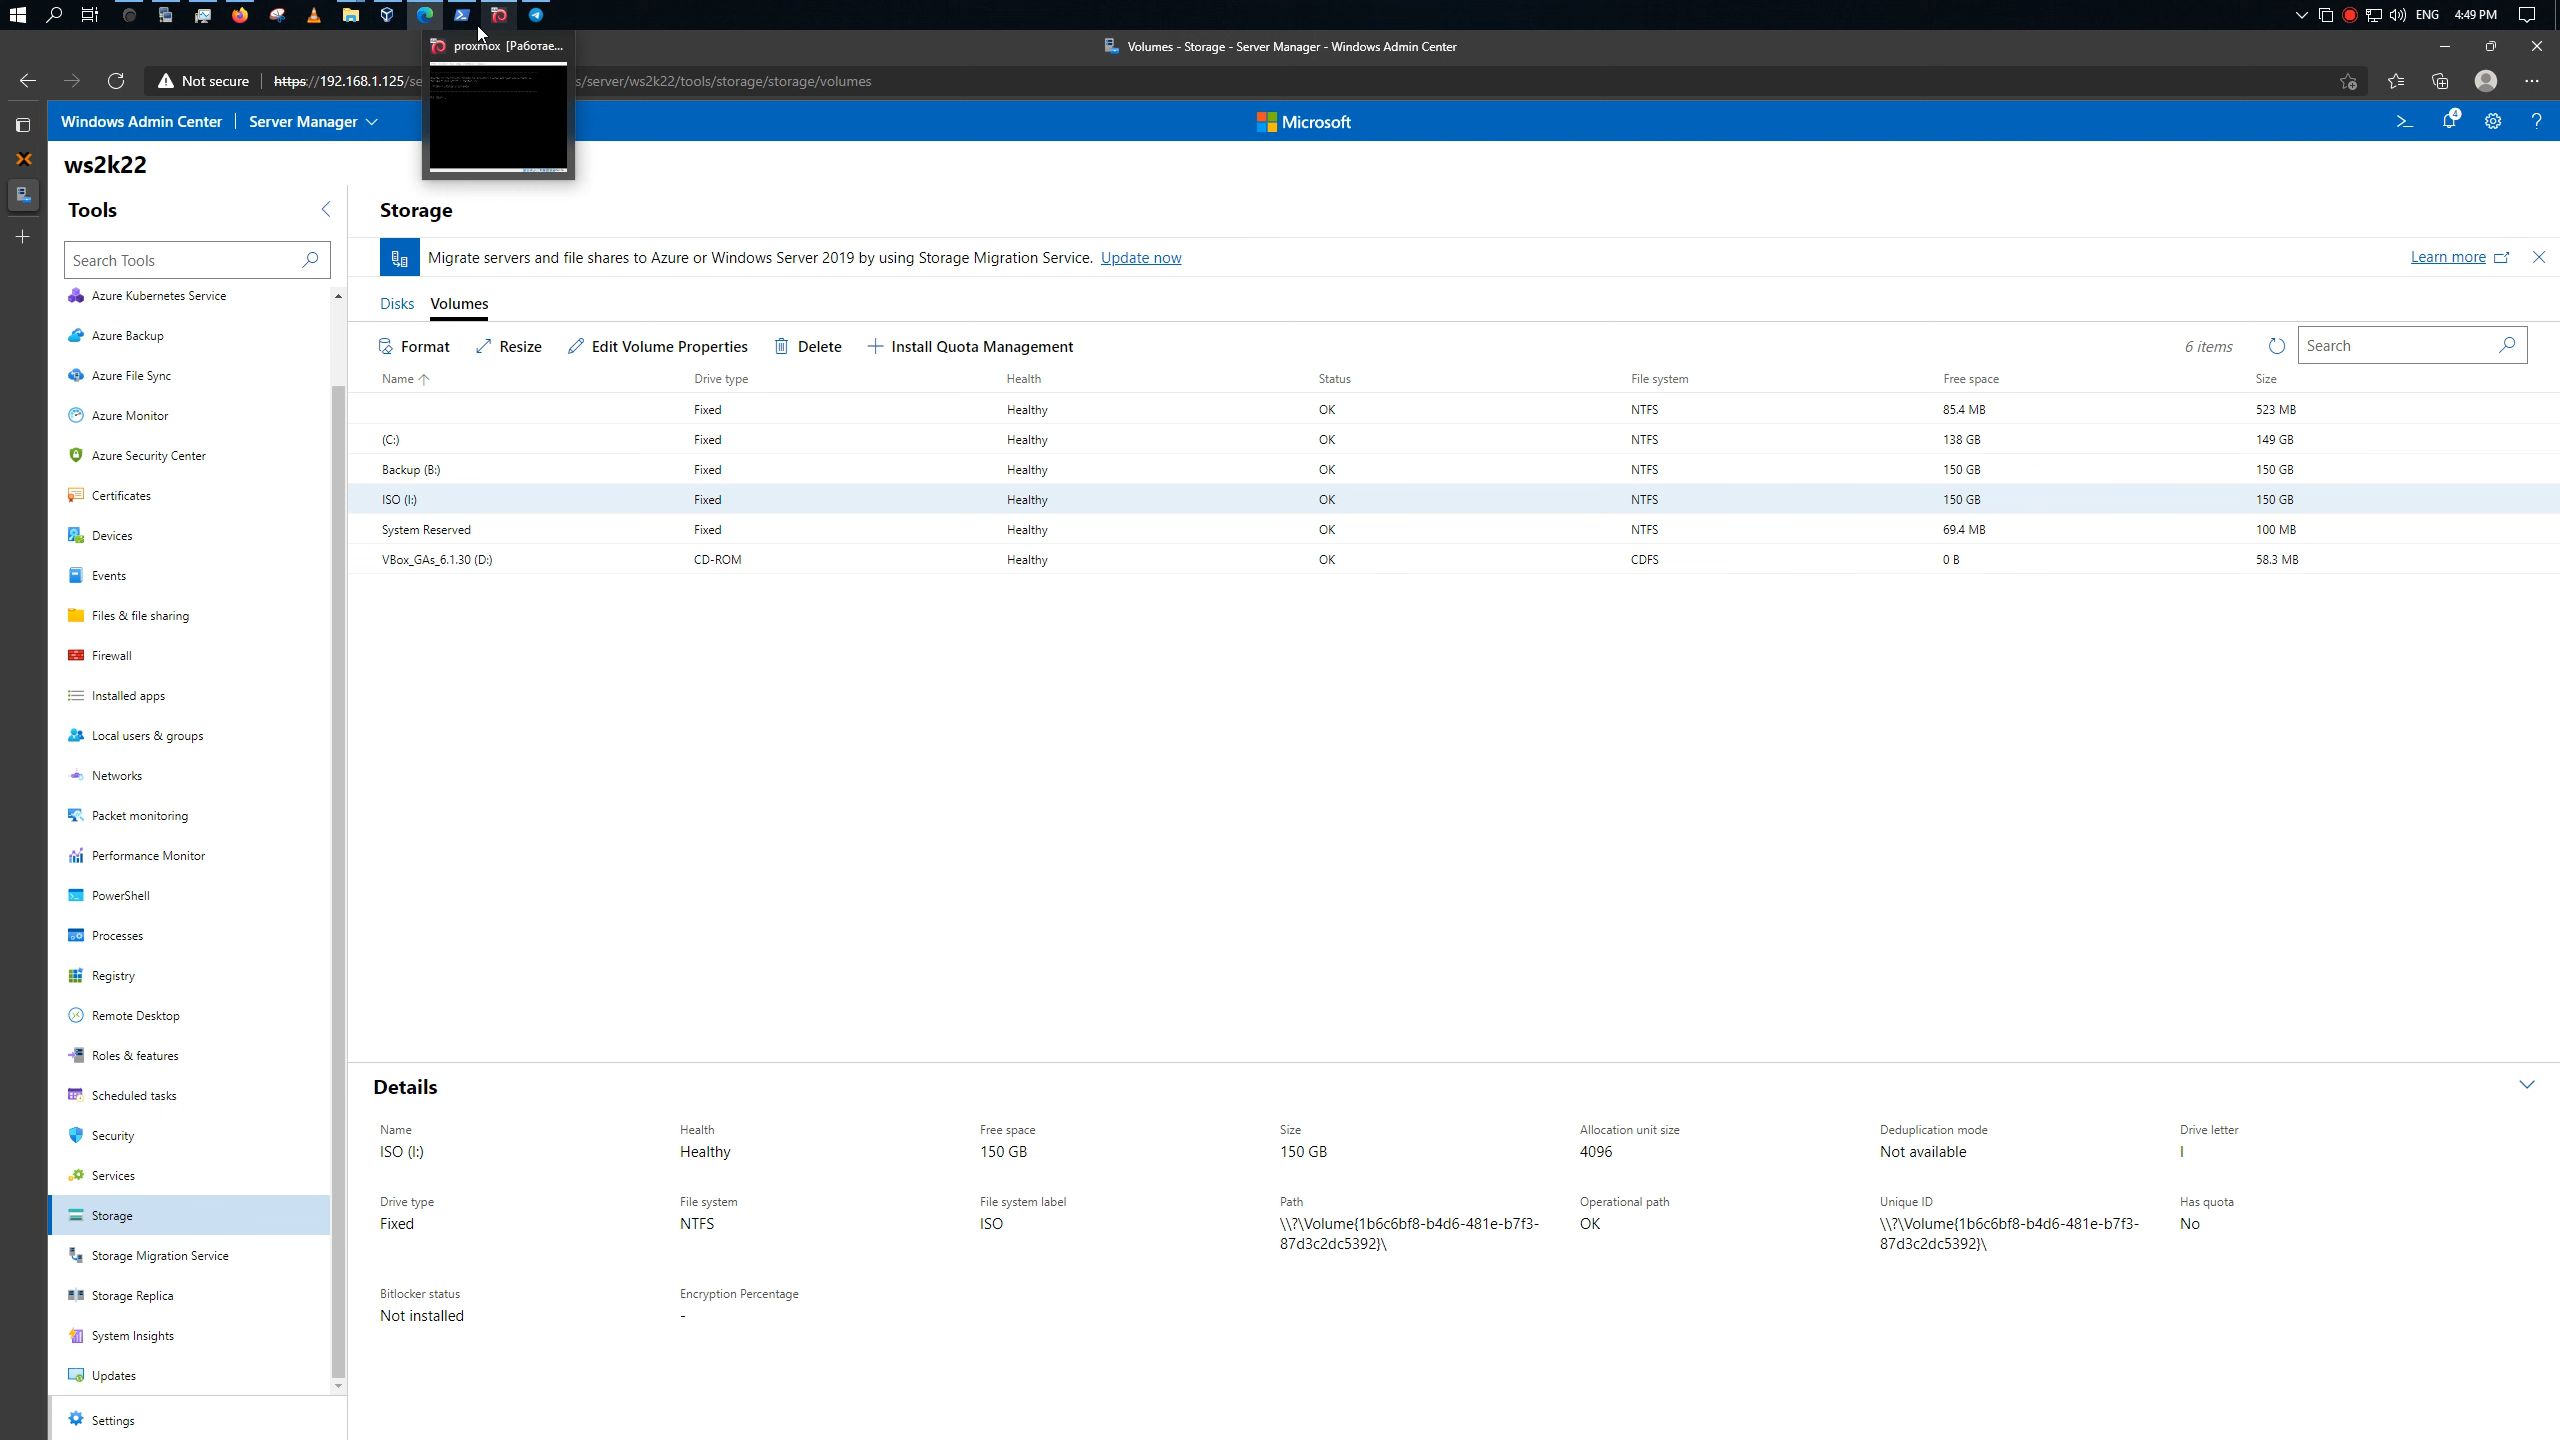 ENG 4:49 PM
proxmox [Работае...
Volumes - Storage - Server Manager - Windows Admin Center
Not secure https://192.168.1.125/se s/server/ws2k22/tools/storage/storage/volumes
Windows Admin Center Server Manager Microsoft 4 ?
ws2k22
Tools
Search Tools
Azure Kubernetes Service
Azure Backup
Azure File Sync
Azure Monitor
Azure Security Center
Certificates
Devices
Events
Files & file sharing
Firewall
Installed apps
Local users & groups
Networks
Packet monitoring
Performance Monitor
PowerShell
Processes
Registry
Remote Desktop
Roles & features
Scheduled tasks
Security
Services
Storage
Storage Migration Service
Storage Replica
System Insights
Updates
Settings
Storage
Migrate servers and file shares to Azure or Windows Server 2019 by using Storage Migration Service. Update now Learn more
Disks Volumes
Format Resize Edit Volume Properties Delete Install Quota Management 6 items Search
Name Drive type Health Status File system Free space Size
Fixed Healthy OK NTFS 85.4 MB 523 MB
(C:) Fixed Healthy OK NTFS 138 GB 149 GB
Backup (B:) Fixed Healthy OK NTFS 150 GB 150 GB
ISO (I:) Fixed Healthy OK NTFS 150 GB 150 GB
System Reserved Fixed Healthy OK NTFS 69.4 MB 100 MB
VBox_GAs_6.1.30 (D:) CD-ROM Healthy OK CDFS 0 B 58.3 MB
Details
Name Health Free space Size Allocation unit size Deduplication mode Drive letter
ISO (I:) Healthy 150 GB 150 GB 4096 Not available I
Drive type File system File system label Path Operational path Unique ID Has quota
Fixed NTFS ISO \\?\Volume{1b6c6bf8-b4d6-481e-b7f3- OK \\?\Volume{1b6c6bf8-b4d6-481e-b7f3- No
87d3c2dc5392}\ 87d3c2dc5392}\
Bitlocker status Encryption Percentage
Not installed -